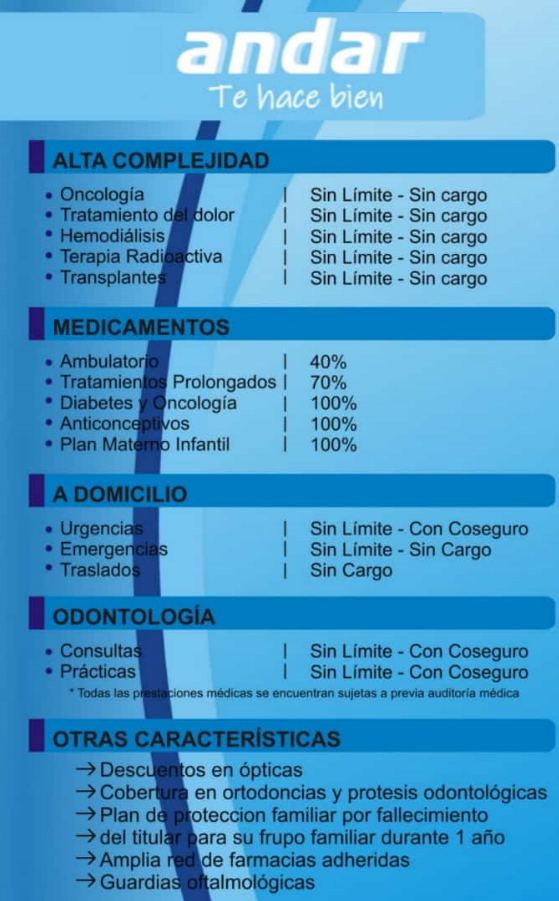 andar
Te hace bien
ALTA COMPLEJIDAD
• Oncología | Sin Límite - Sin cargo
• Tratamiento del dolor | Sin Límite - Sin cargo
• Hemodiálisis | Sin Límite - Sin cargo
• Terapia Radioactiva | Sin Límite - Sin cargo
• Transplantes | Sin Límite - Sin cargo
MEDICAMENTOS
• Ambulatorio | 40%
• Tratamientos Prolongados | 70%
• Diabetes y Oncología | 100%
• Anticonceptivos | 100%
• Plan Materno Infantil | 100%
A DOMICILIO
• Urgencias | Sin Límite - Con Coseguro
• Emergencias | Sin Límite - Sin Cargo
• Traslados | Sin Cargo
ODONTOLOGÍA
• Consultas | Sin Límite - Con Coseguro
• Prácticas | Sin Límite - Con Coseguro
* Todas las prestaciones médicas se encuentran sujetas a previa auditoría médica
OTRAS CARACTERÍSTICAS
→ Descuentos en ópticas
→ Cobertura en ortodoncias y protesis odontológicas
→ Plan de proteccion familiar por fallecimiento
→ del titular para su frupo familiar durante 1 año
→ Amplia red de farmacias adheridas
→ Guardias oftalmológicas